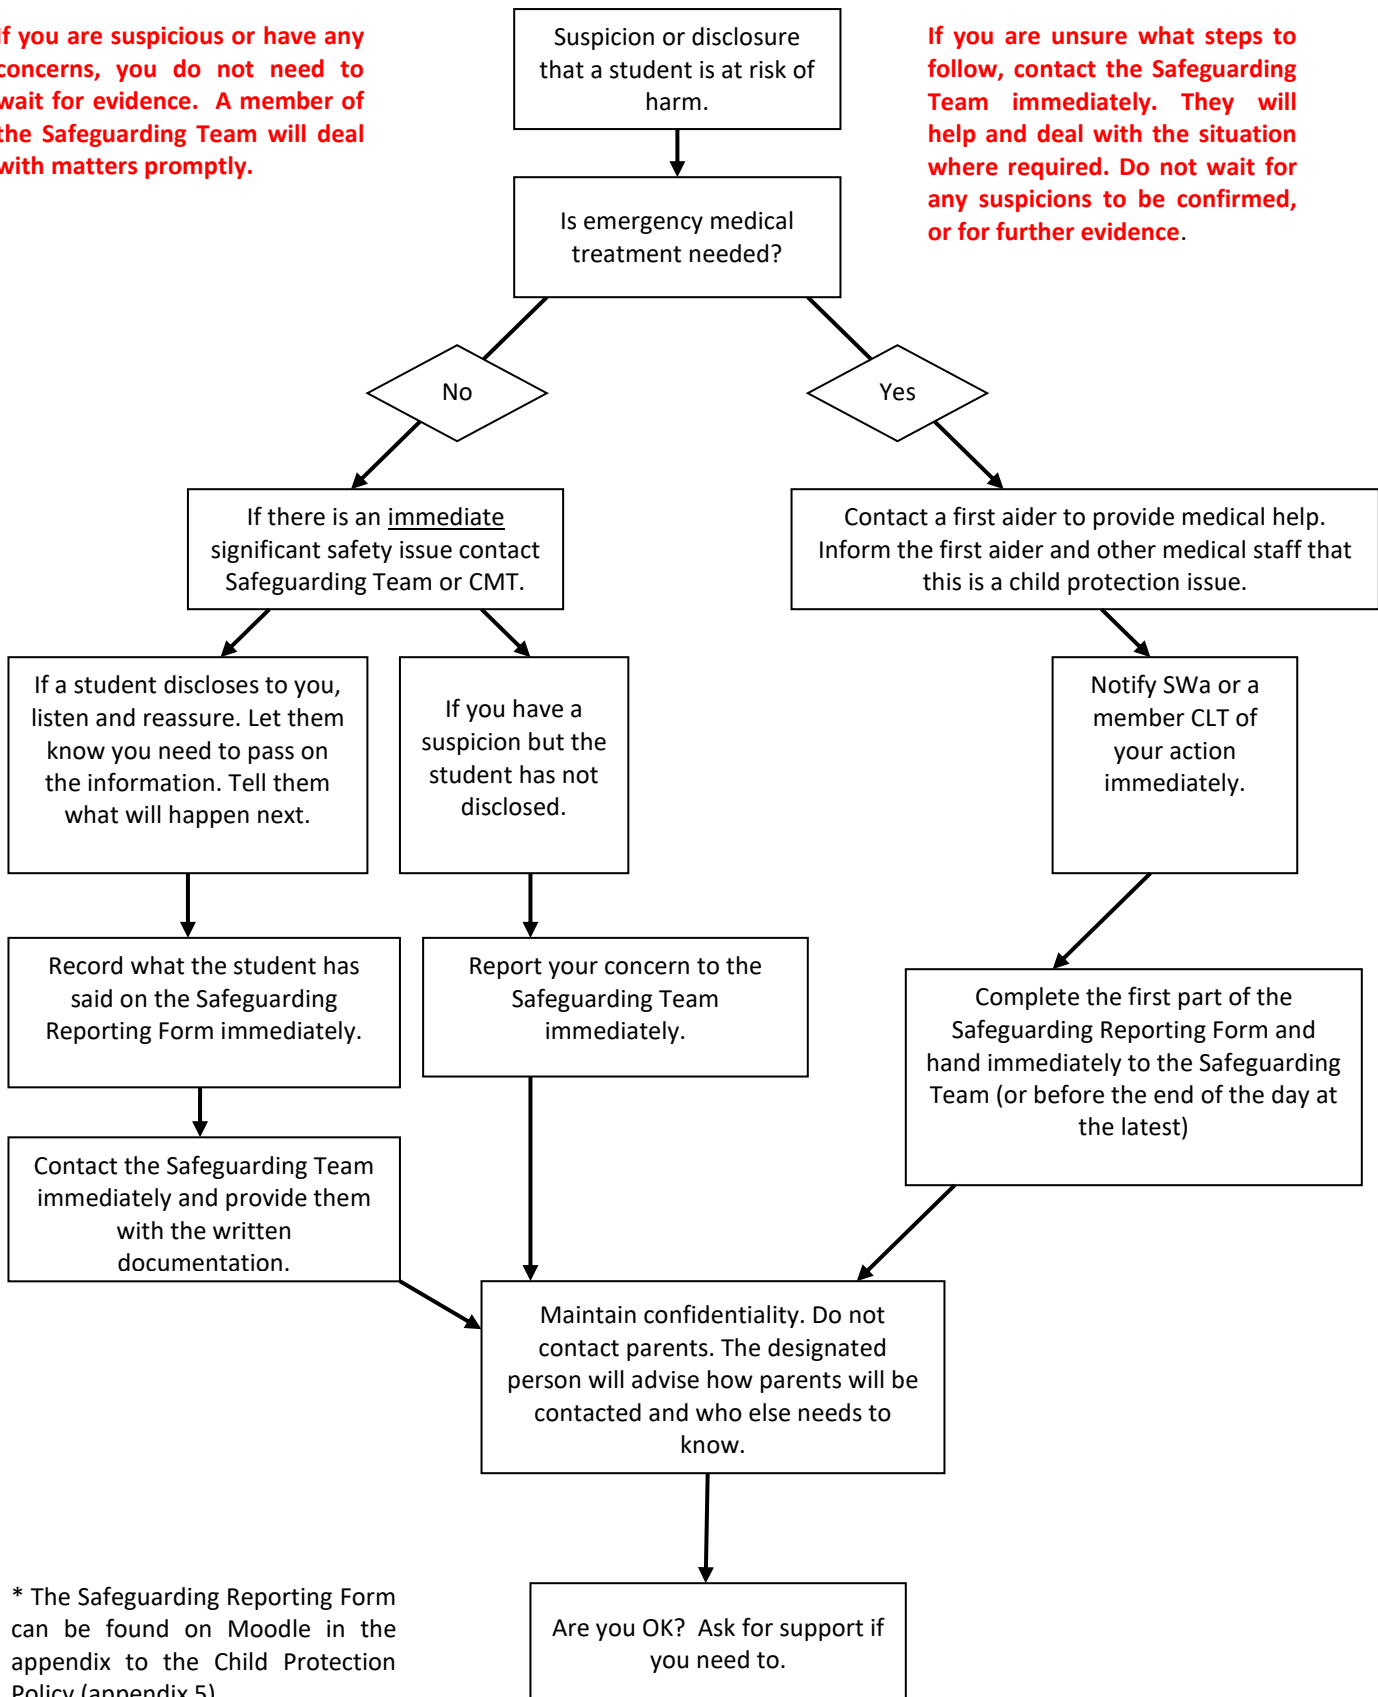 If you are suspicious or have any
concerns, you do not need to
wait for evidence. A member of
the Safeguarding Team will deal
with matters promptly.
Suspicion or disclosure
that a student is at risk of
harm.
If you are unsure what steps to
follow, contact the Safeguarding
Team immediately. They will
help and deal with the situation
where required. Do not wait for
any suspicions to be confirmed,
or for further evidence.
Is emergency medical
treatment needed?
No
Yes
If there is an immediate
significant safety issue contact
Safeguarding Team or CMT.
Contact a first aider to provide medical help.
Inform the first aider and other medical staff that
this is a child protection issue.
If a student discloses to you,
listen and reassure. Let them
know you need to pass on
the information. Tell them
what will happen next.
If you have a
suspicion but the
student has not
disclosed.
Notify SWa or a
member CLT of
your action
immediately.
Record what the student has
said on the Safeguarding
Reporting Form immediately.
Report your concern to the
Safeguarding Team
immediately.
Complete the first part of the
Safeguarding Reporting Form and
hand immediately to the Safeguarding
Team (or before the end of the day at
the latest)
Contact the Safeguarding Team
immediately and provide them
with the written
documentation.
Maintain confidentiality. Do not
contact parents. The designated
person will advise how parents will be
contacted and who else needs to
know.
* The Safeguarding Reporting Form
can be found on Moodle in the
appendix to the Child Protection
Policy (appendix 5)
Are you OK? Ask for support if
you need to.